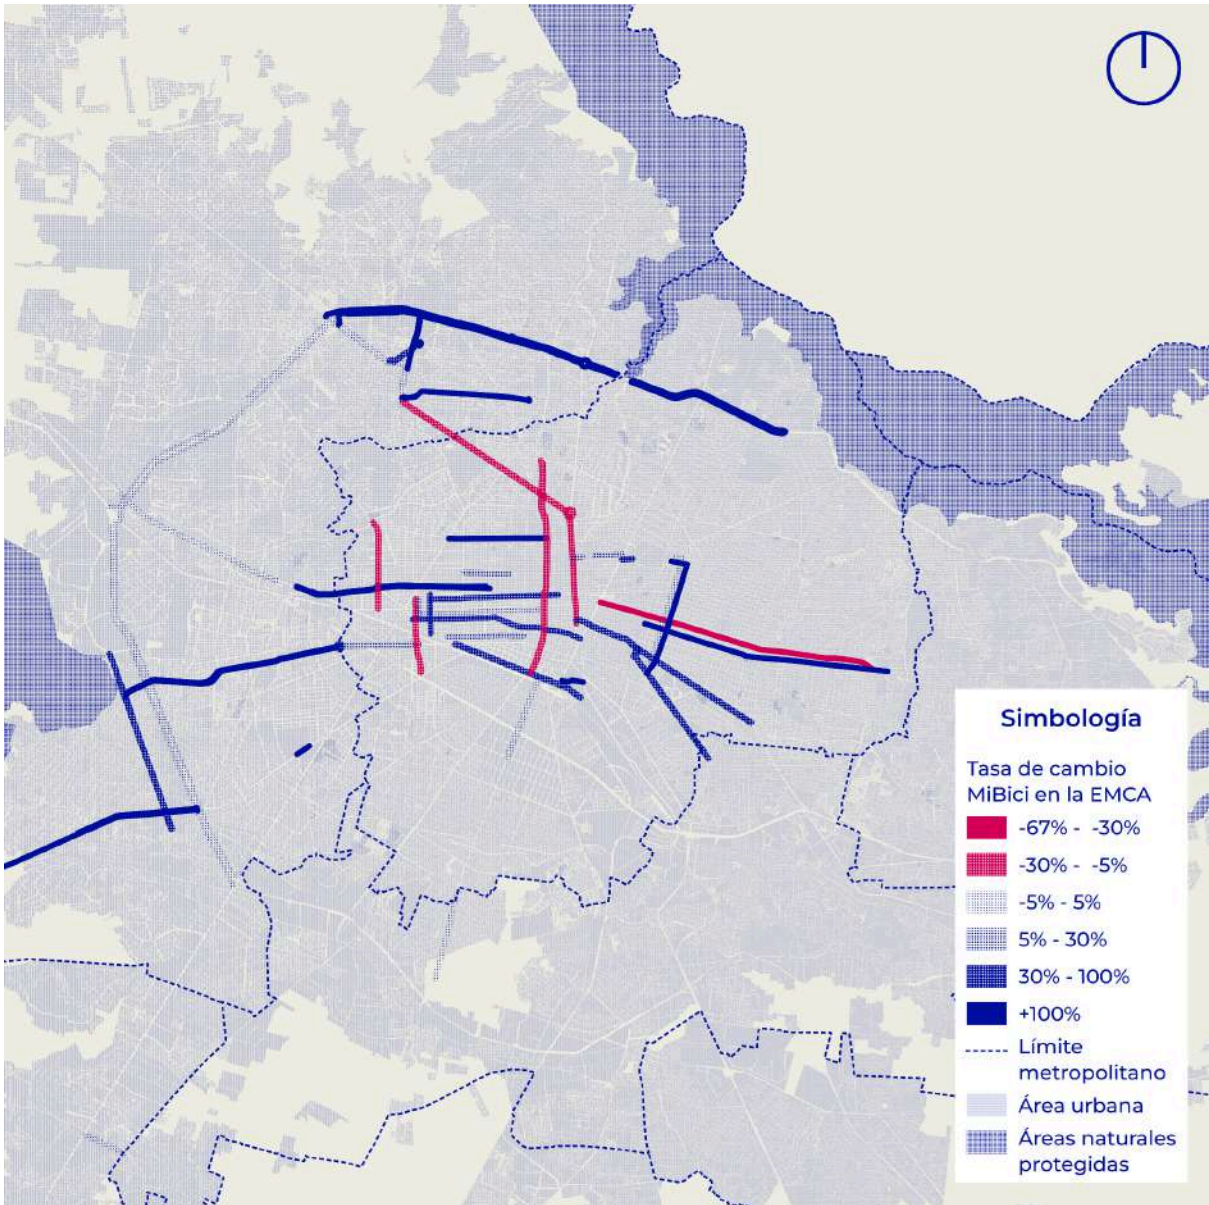 Simbología
Tasa de cambio
MiBici en la EMCA
-67% - -30%
-30% - -5%
-5% - 5%
5% - 30%
30% - 100%
+100%
Límite
metropolitano
Área urbana
Áreas naturales
protegidas